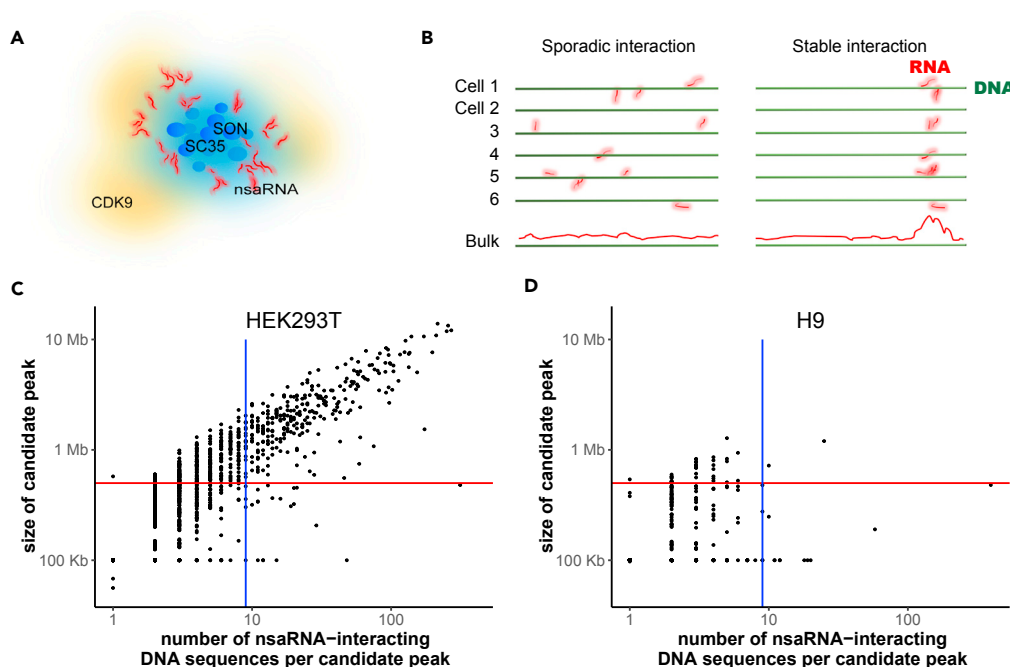 A
SON
SC35
nsaRNA
CDK9
B
Sporadic interaction
Stable interaction
RNA
DNA
Cell 1
Cell 2
3
4
5
6
Bulk
C
HEK293T
size of candidate peak
10 Mb
1 Mb
100 Kb
1
10
100
number of nsaRNA−interacting
DNA sequences per candidate peak
D
H9
size of candidate peak
10 Mb
1 Mb
100 Kb
1
10
100
number of nsaRNA−interacting
DNA sequences per candidate peak